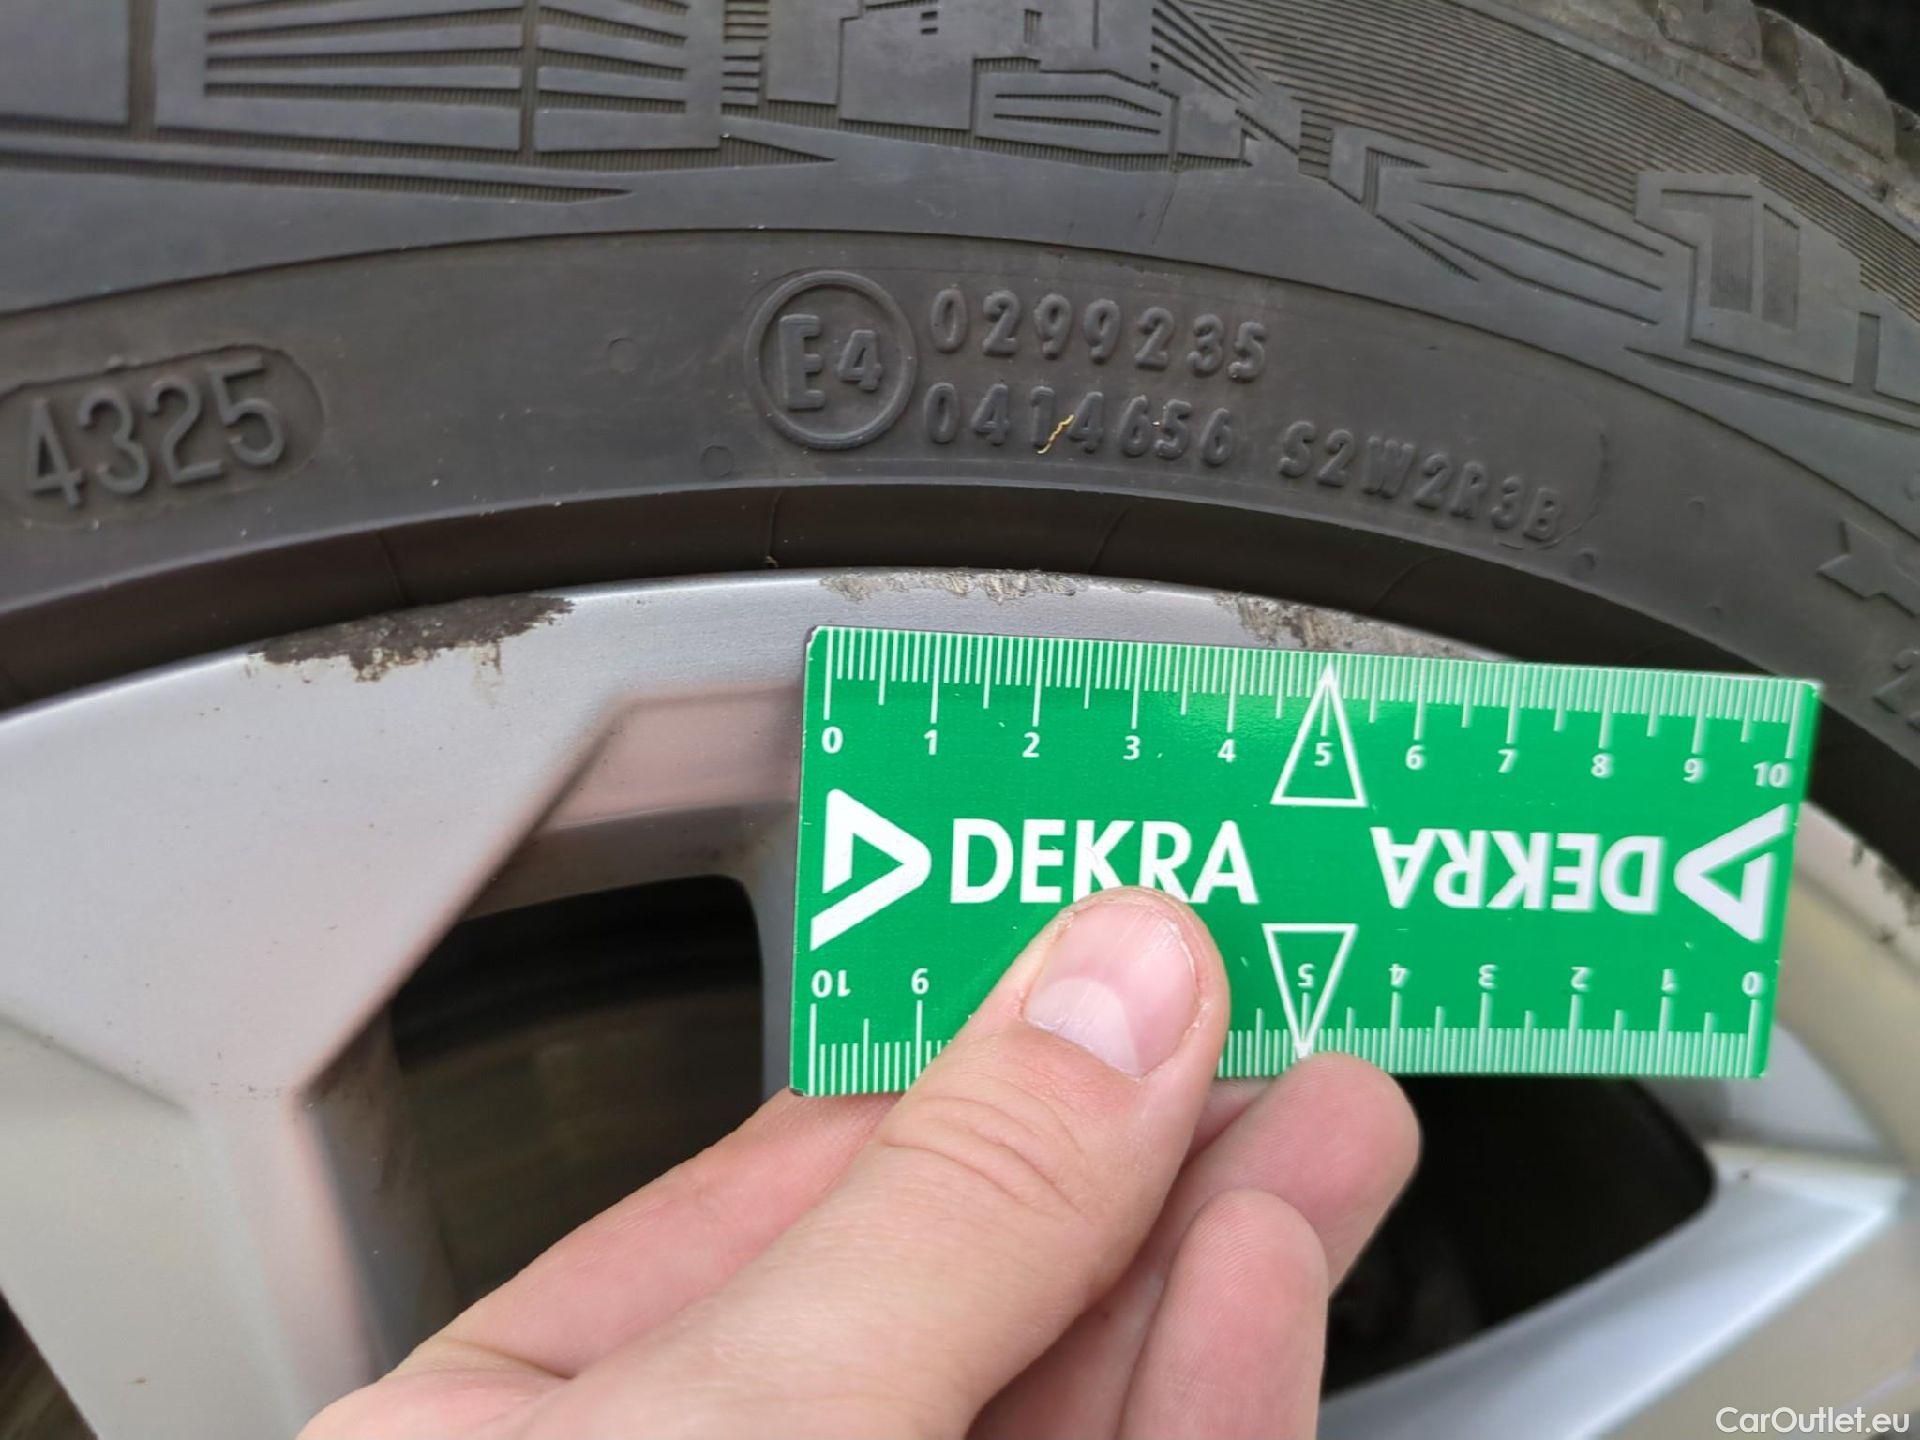 4325
E4
0299235
0414656 S2W2R3B
0 1 2 3 4 5 6 7 8 9 10
DEKRA DEKRA
10 9 5 4 3 2 1 0
CarOutlet.eu